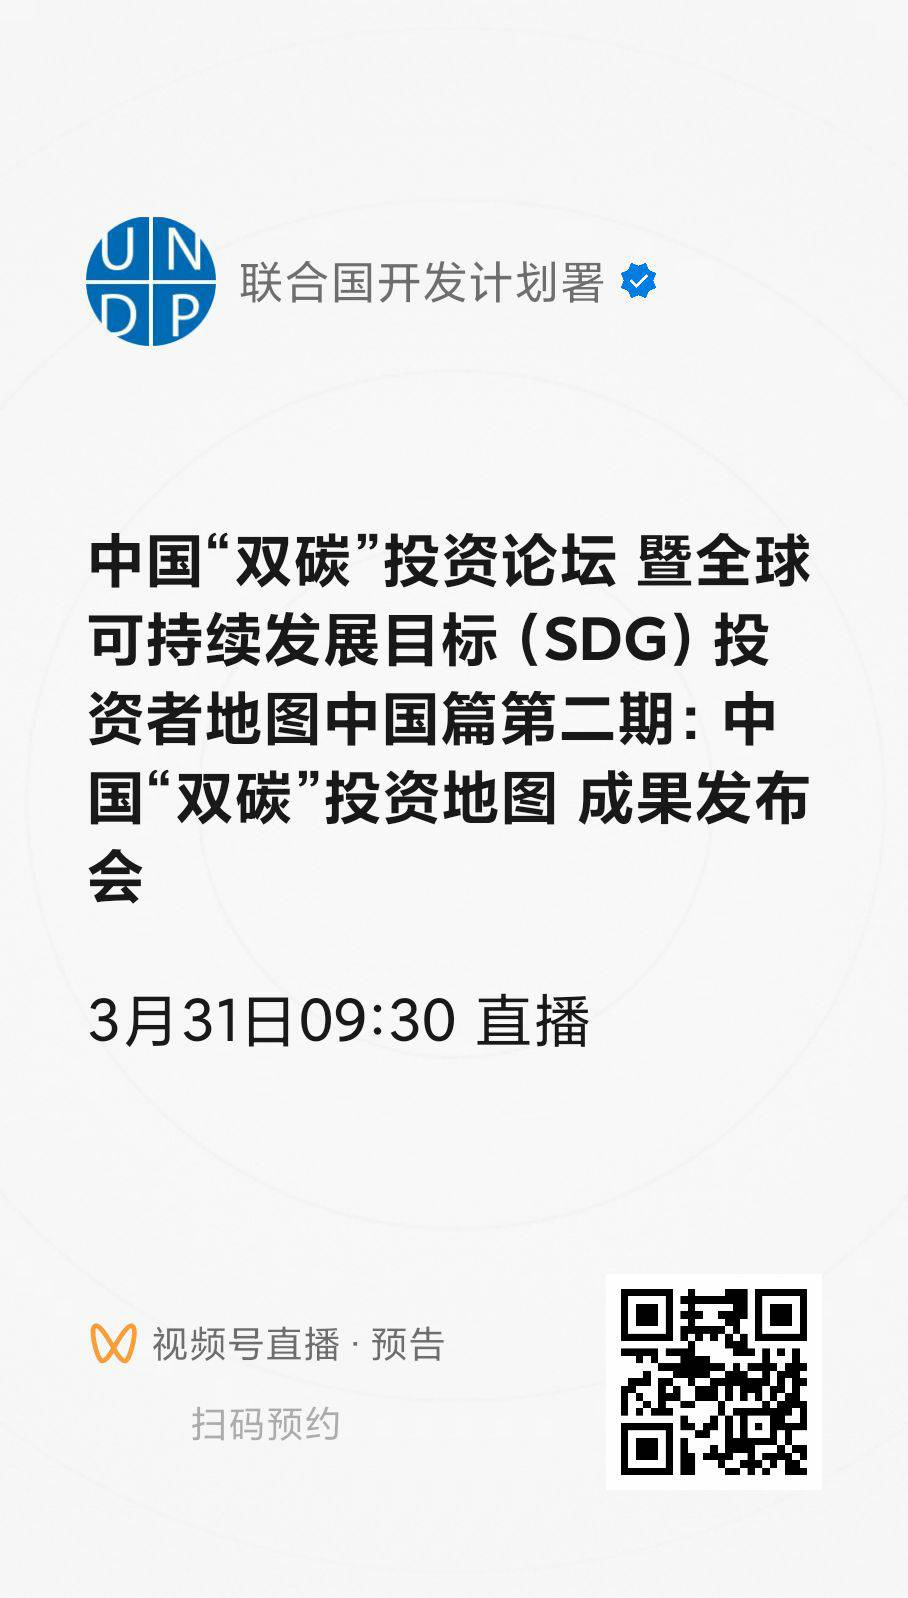 UN
DP
联合国开发计划署
中国“双碳”投资论坛 暨全球
可持续发展目标（SDG）投
资者地图中国篇第二期：中
国“双碳”投资地图 成果发布
会
3月31日09:30 直播
视频号直播 · 预告
扫码预约